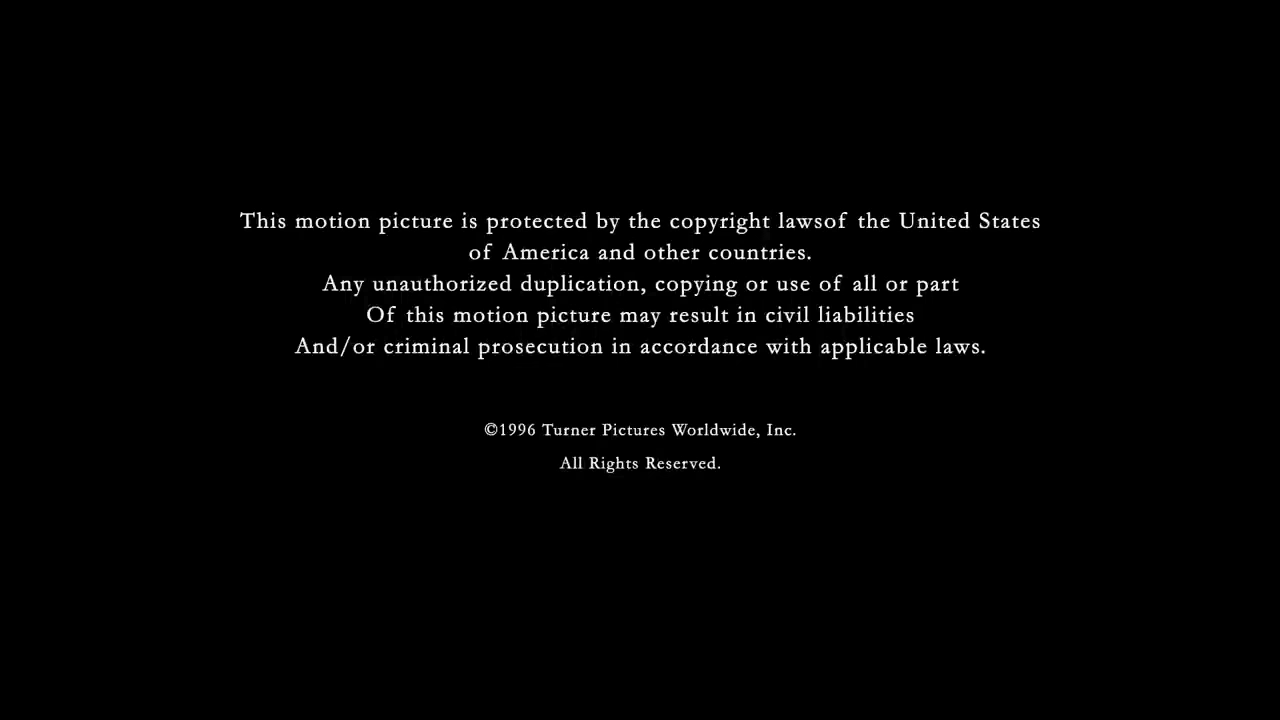 This motion picture is protected by the copyright lawsof the United States
of America and other countries.
Any unauthorized duplication, copying or use of all or part
Of this motion picture may result in civil liabilities
And/or criminal prosecution in accordance with applicable laws.
©1996 Turner Pictures Worldwide, Inc.
All Rights Reserved.